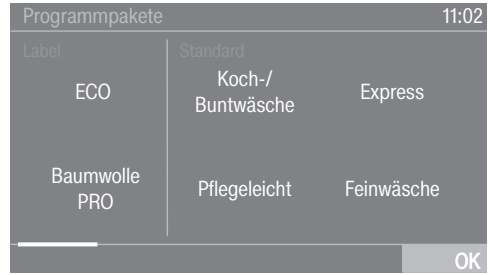 Programmpakete 11:02
Label Standard
ECO
Koch-/
Buntwäsche
Express
Baumwolle
PRO
Pflegeleicht
Feinwäsche
OK